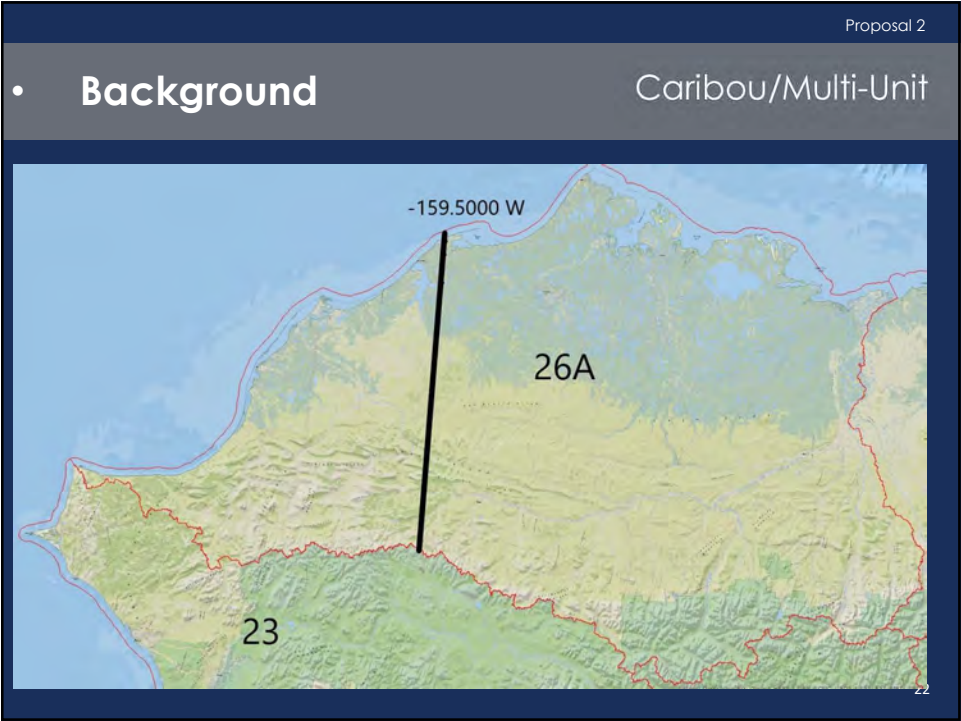 Proposal 2
• Background
Caribou/Multi-Unit
-159.5000 W
26A
23
22